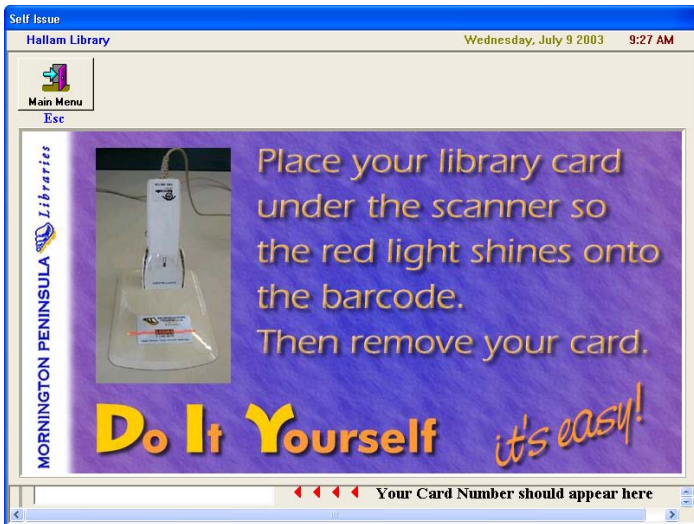 Self Issue
Hallam Library
Wednesday, July 9 2003
9:27 AM
Main Menu
Esc
MORNINGTON PENINSULA Libraries
Place your library card
under the scanner so
the red light shines onto
the barcode.
Then remove your card.
Do It Yourself
it's easy!
Your Card Number should appear here